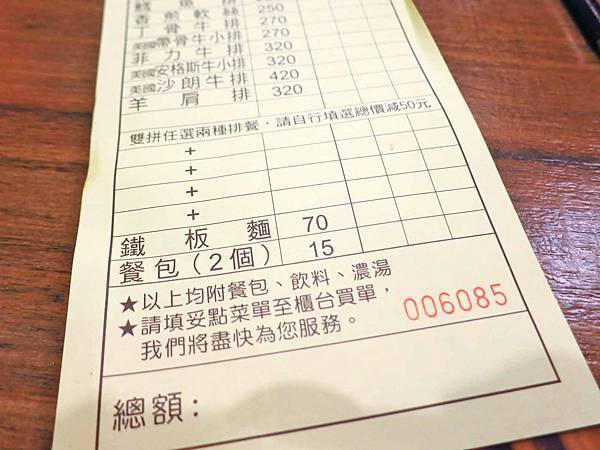 香煎軟絲 250
丁骨牛排 270
美國帶骨牛小排 270
菲力牛排 320
美國安格斯牛小排 320
美國沙朗牛排 420
羊肩排 320
雙拼任選兩種排餐，請自行填選總價減50元
+
+
+
+
鐵板麵 70
餐包(2個) 15
★以上均附餐包、飲料、濃湯
★請填妥點菜單至櫃台買單，
我們將盡快為您服務。
006085
總額：